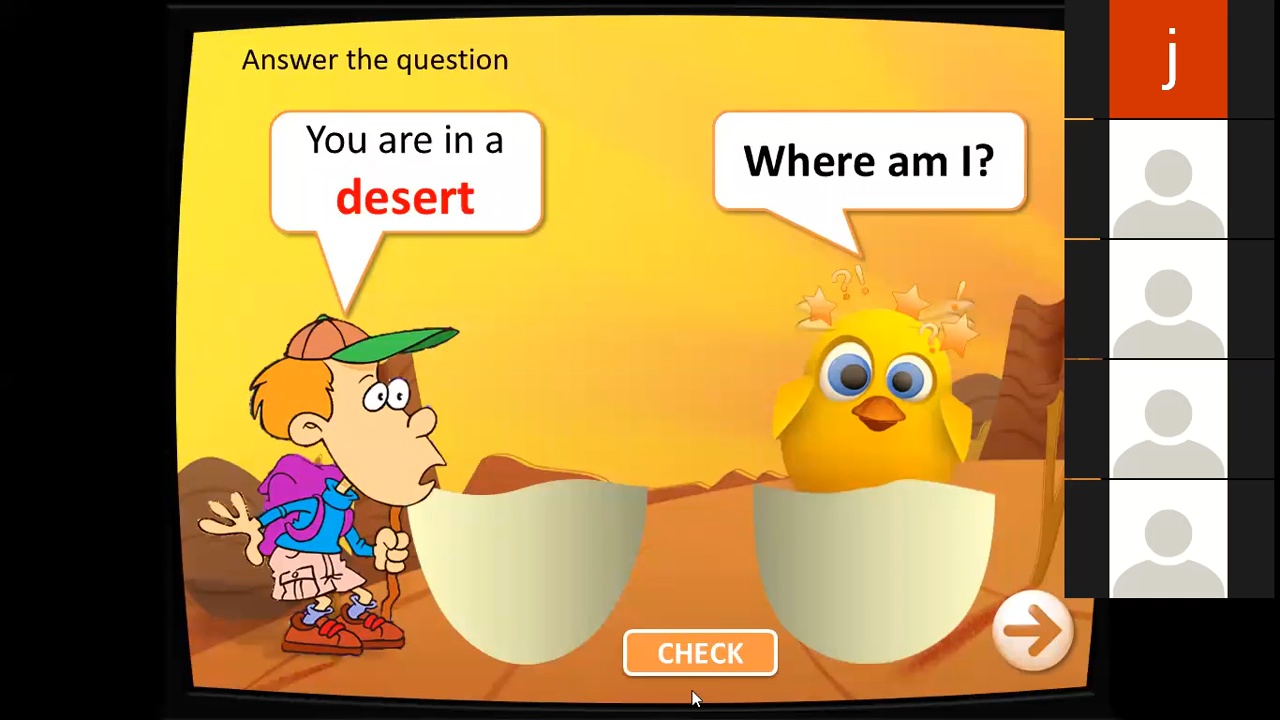 Answer the question
You are in a
desert
Where am I?
CHECK
j